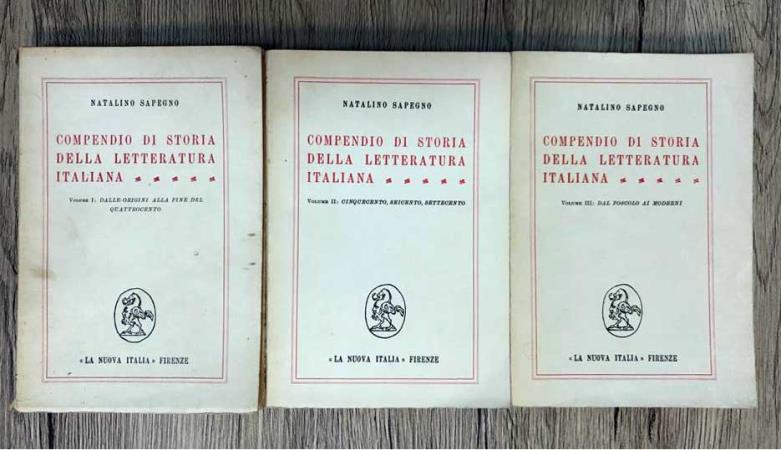 NATALINO SAPEGNO
COMPENDIO DI STORIA
DELLA LETTERATURA
ITALIANA
VOLUME I: DALLE ORIGINI ALLA FINE DEL
QUATTROCENTO
«LA NUOVA ITALIA» FIRENZE
NATALINO SAPEGNO
COMPENDIO DI STORIA
DELLA LETTERATURA
ITALIANA
VOLUME II: CINQUECENTO, SEICENTO, SETTECENTO
«LA NUOVA ITALIA» FIRENZE
NATALINO SAPEGNO
COMPENDIO DI STORIA
DELLA LETTERATURA
ITALIANA
VOLUME III: DAL FOSCOLO AI MODERNI
«LA NUOVA ITALIA» FIRENZE